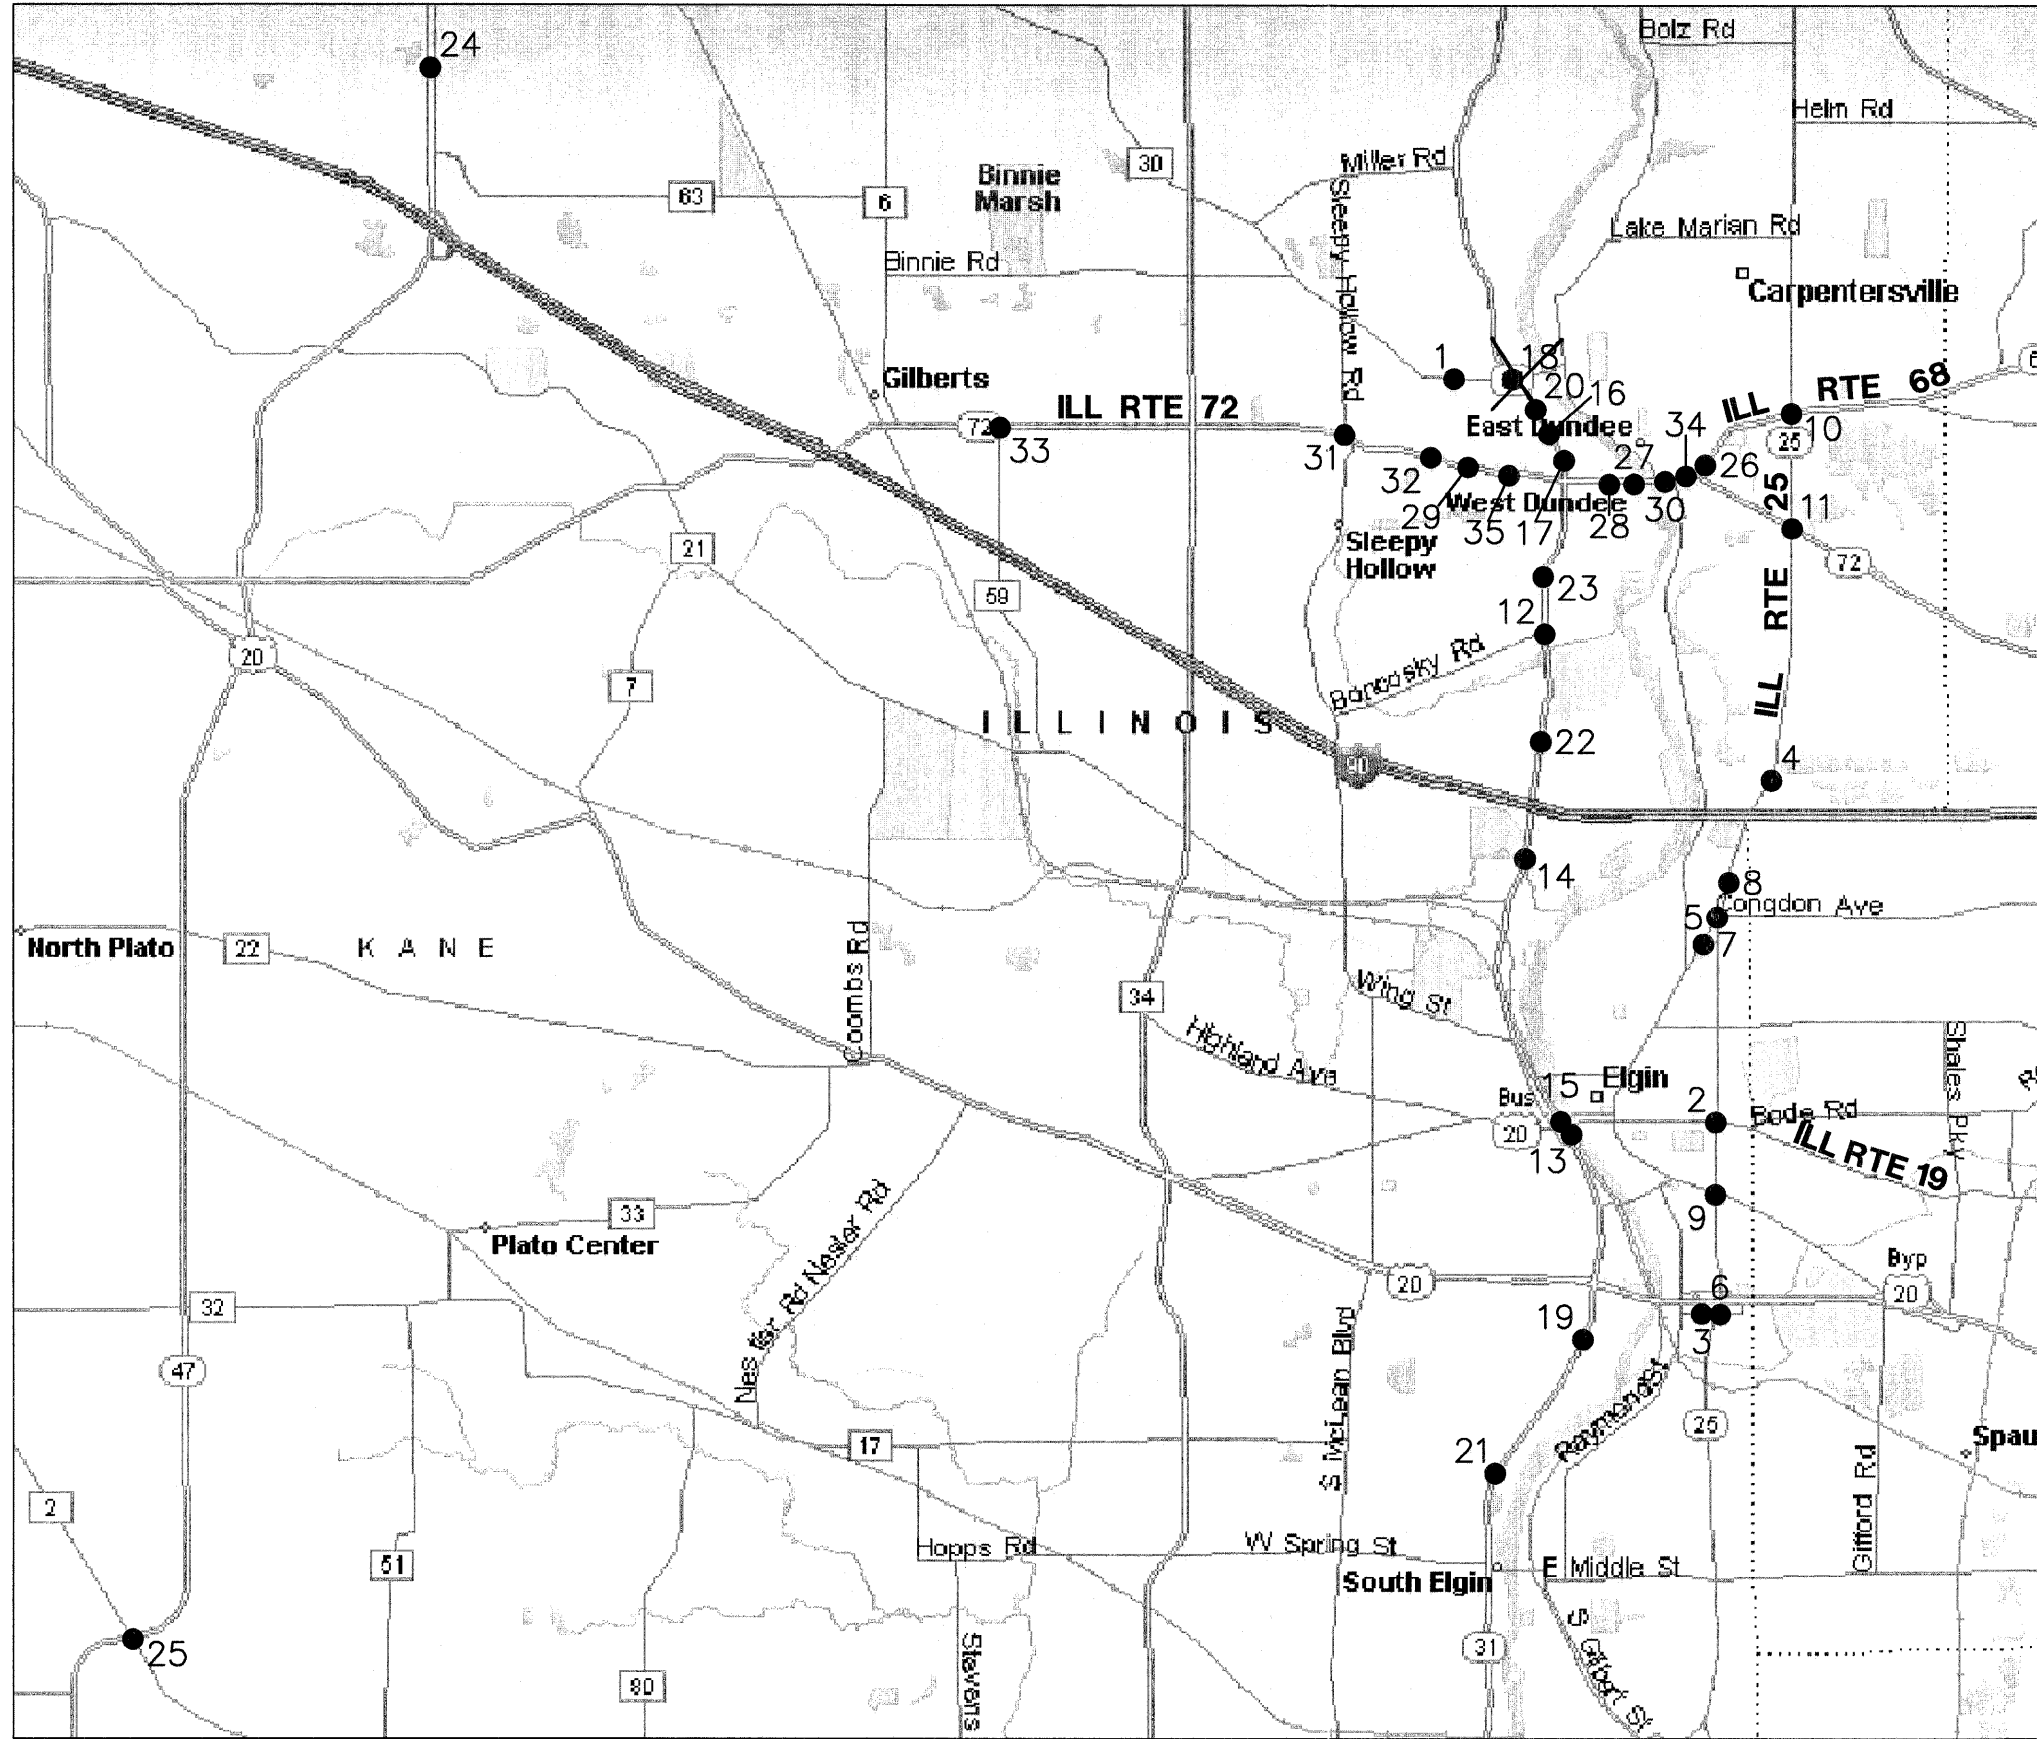 Bolz Rd
24
Helm Rd
Miller Rd
30
Binnie
Marsh
63
6
Sleepy Hollow Rd
Lake Marian Rd
Binnie Rd
Carpentersville
Gilberts
1
18
20
16
ILL RTE 68
ILL RTE 72
72
33
East Dundee
34
10
25
31
32
27
26
29
West Dundee
35
17
28
30
ILL RTE 25
11
Sleepy
Hollow
21
72
59
23
12
20
7
ILLINOIS
22
4
14
8
Congdon Ave
5
7
North Plato
22
KANE
Coombs Rd
34
Wing St
Highland Ave
Shales Pky
Elgin
15
Bus
20
2
Bode Rd
13
ILL RTE 19
33
Plato Center
Nesler Rd
9
Byp
20
20
6
32
19
3
47
S McLean Blvd
Raymond St
25
17
21
Spau
2
Gifford Rd
51
Hopps Rd
W Spring St
E Middle St
South Elgin
25
Stevens
31
80
S Gilbert St